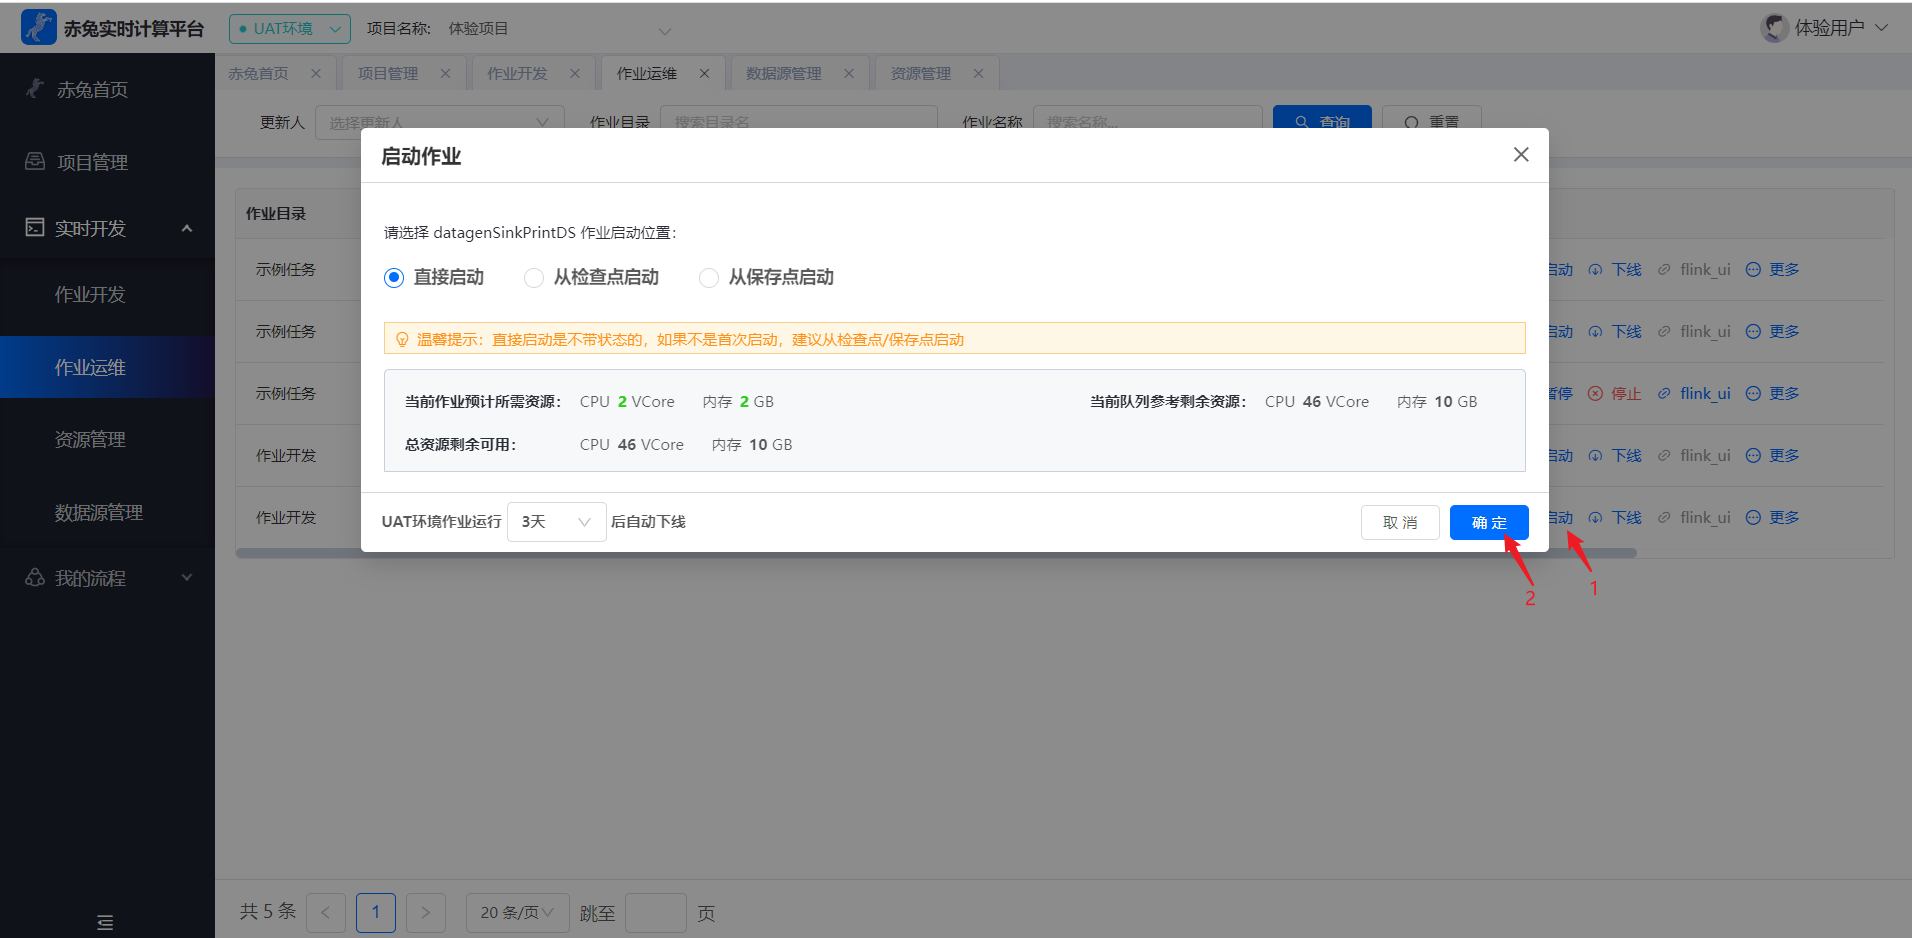 赤兔实时计算平台 UAT环境 项目名称: 体验项目 体验用户
赤兔首页 项目管理 作业开发 作业运维 数据源管理 资源管理
赤兔首页
项目管理
实时开发
作业开发
作业运维
资源管理
数据源管理
我的流程
更新人 选择更新人 作业目录 搜索目录名 作业名称 搜索名称... 查询 重置
启动作业
请选择 datagenSinkPrintDS 作业启动位置:
直接启动 从检查点启动 从保存点启动
温馨提示: 直接启动是不带状态的, 如果不是首次启动, 建议从检查点/保存点启动
当前作业预计所需资源: CPU 2 VCore 内存 2 GB 当前队列参考剩余资源: CPU 46 VCore 内存 10 GB
总资源剩余可用: CPU 46 VCore 内存 10 GB
UAT环境作业运行 3天 后自动下线 取 消 确 定
作业目录
示例任务 启动 下线 flink_ui 更多
示例任务 启动 下线 flink_ui 更多
示例任务 暂停 停止 flink_ui 更多
作业开发 启动 下线 flink_ui 更多
作业开发 启动 下线 flink_ui 更多
2 1
共 5 条 < 1 > 20 条/页 跳至 页